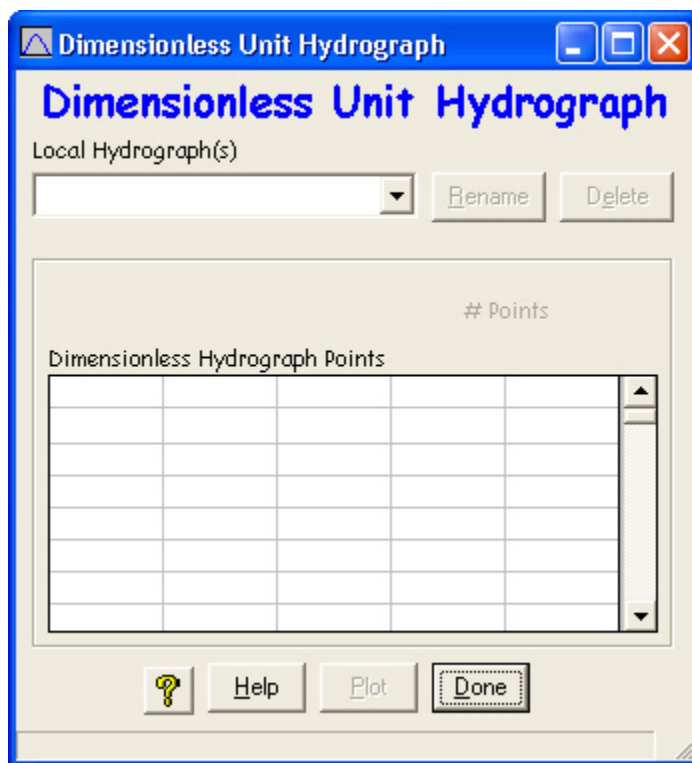 Dimensionless Unit Hydrograph
Dimensionless Unit Hydrograph
Local Hydrograph(s)
Rename Delete
# Points
Dimensionless Hydrograph Points
? Help Plot Done